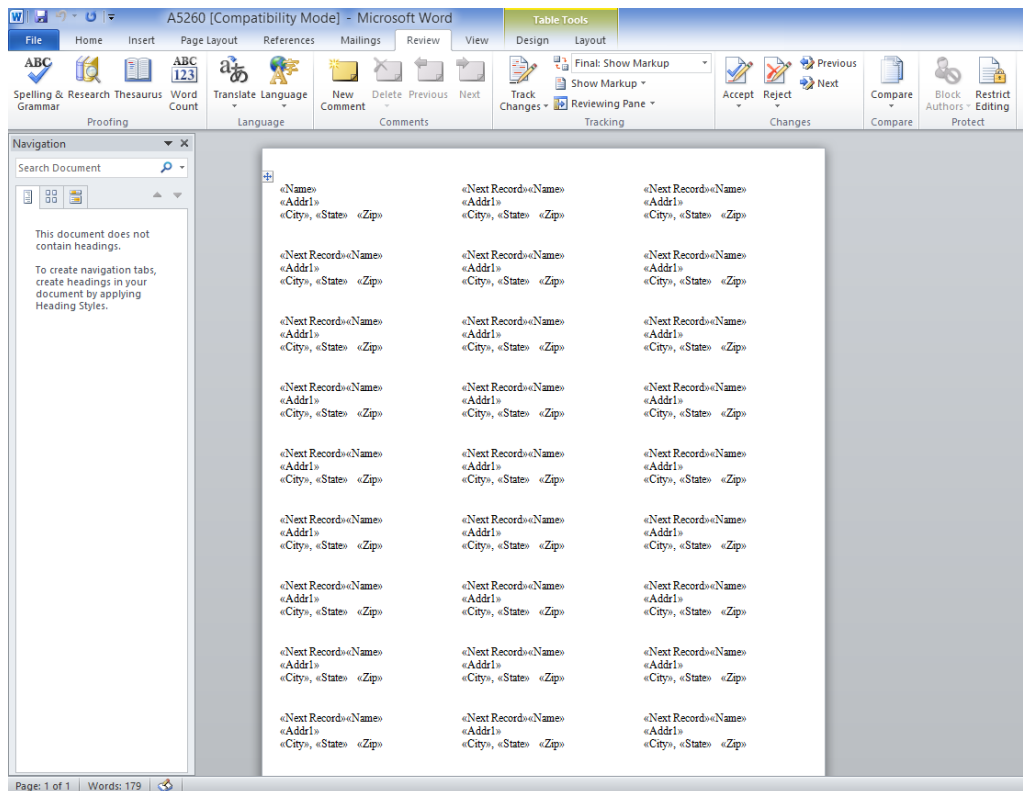 A5260 [Compatibility Mode] - Microsoft Word
Table Tools
File Home Insert Page Layout References Mailings Review View Design Layout
ABC
Spelling & Grammar
Research
Thesaurus
ABC
123
Word Count
Proofing
Translate
Language
Language
New Comment
Delete
Previous
Next
Comments
Track Changes
Final: Show Markup
Show Markup
Reviewing Pane
Tracking
Accept
Reject
Previous
Next
Changes
Compare
Compare
Block Authors
Restrict Editing
Protect
Navigation
Search Document
This document does not
contain headings.
To create navigation tabs,
create headings in your
document by applying
Heading Styles.
«Name» «Next Record»«Name» «Next Record»«Name»
«Addr1» «Addr1» «Addr1»
«City», «State» «Zip» «City», «State» «Zip» «City», «State» «Zip»
«Next Record»«Name» «Next Record»«Name» «Next Record»«Name»
«Addr1» «Addr1» «Addr1»
«City», «State» «Zip» «City», «State» «Zip» «City», «State» «Zip»
«Next Record»«Name» «Next Record»«Name» «Next Record»«Name»
«Addr1» «Addr1» «Addr1»
«City», «State» «Zip» «City», «State» «Zip» «City», «State» «Zip»
«Next Record»«Name» «Next Record»«Name» «Next Record»«Name»
«Addr1» «Addr1» «Addr1»
«City», «State» «Zip» «City», «State» «Zip» «City», «State» «Zip»
«Next Record»«Name» «Next Record»«Name» «Next Record»«Name»
«Addr1» «Addr1» «Addr1»
«City», «State» «Zip» «City», «State» «Zip» «City», «State» «Zip»
«Next Record»«Name» «Next Record»«Name» «Next Record»«Name»
«Addr1» «Addr1» «Addr1»
«City», «State» «Zip» «City», «State» «Zip» «City», «State» «Zip»
«Next Record»«Name» «Next Record»«Name» «Next Record»«Name»
«Addr1» «Addr1» «Addr1»
«City», «State» «Zip» «City», «State» «Zip» «City», «State» «Zip»
«Next Record»«Name» «Next Record»«Name» «Next Record»«Name»
«Addr1» «Addr1» «Addr1»
«City», «State» «Zip» «City», «State» «Zip» «City», «State» «Zip»
«Next Record»«Name» «Next Record»«Name» «Next Record»«Name»
«Addr1» «Addr1» «Addr1»
«City», «State» «Zip» «City», «State» «Zip» «City», «State» «Zip»
Page: 1 of 1 Words: 179